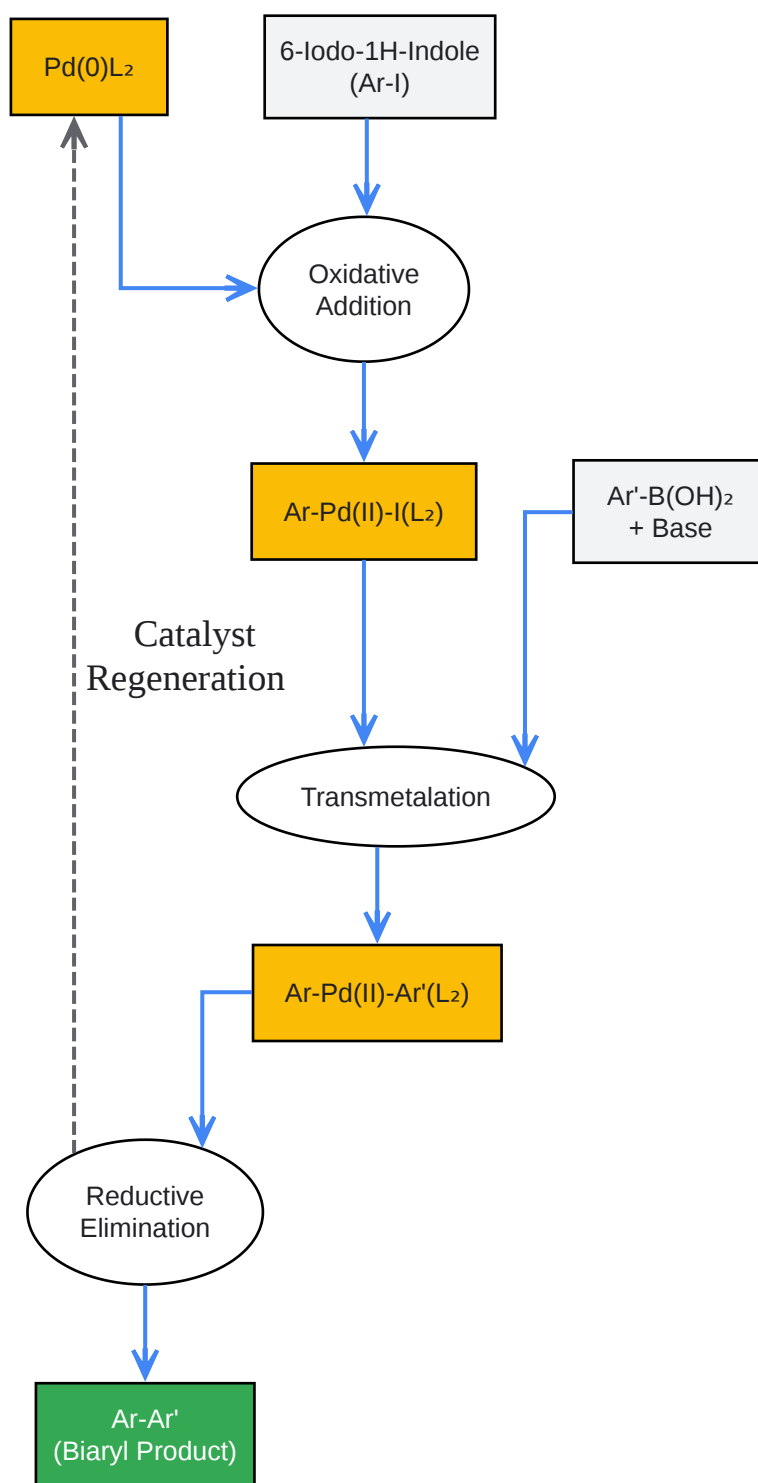 Pd(0)L₂
6-Iodo-1H-Indole
(Ar-I)
Oxidative
Addition
Ar-Pd(II)-I(L₂)
Ar'-B(OH)₂
+ Base
Catalyst
Regeneration
Transmetalation
Ar-Pd(II)-Ar'(L₂)
Reductive
Elimination
Ar-Ar'
(Biaryl Product)